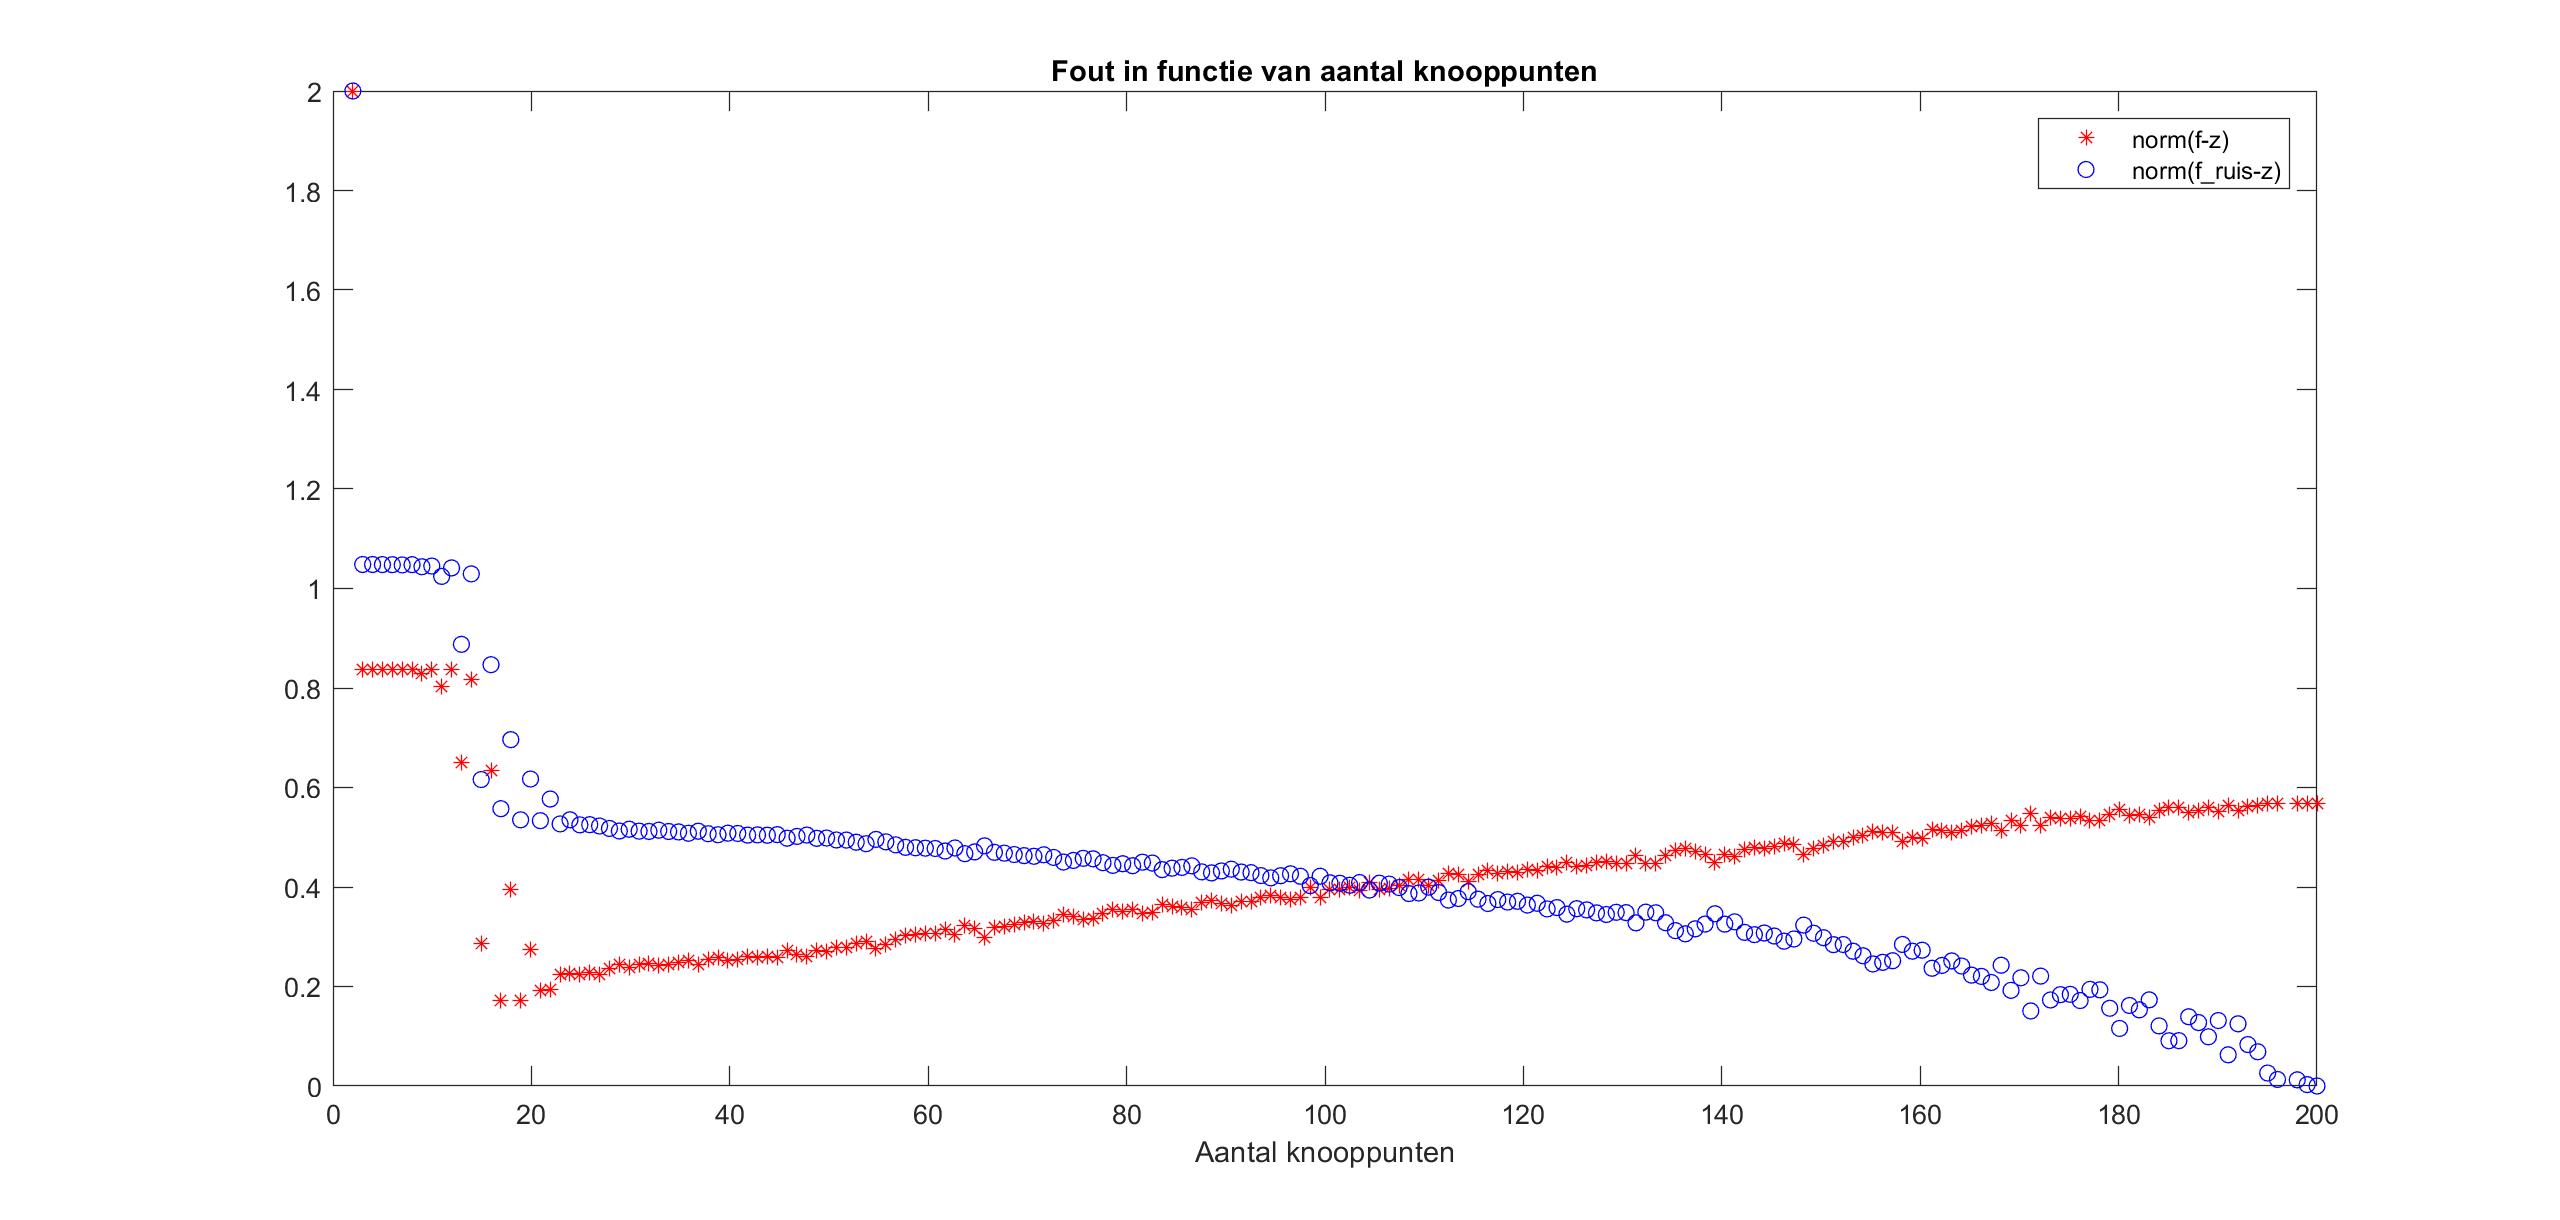 Fout in functie van aantal knooppunten
norm(f-z)
norm(f_ruis-z)
2
1.8
1.6
1.4
1.2
1
0.8
0.6
0.4
0.2
0
0 20 40 60 80 100 120 140 160 180 200
Aantal knooppunten